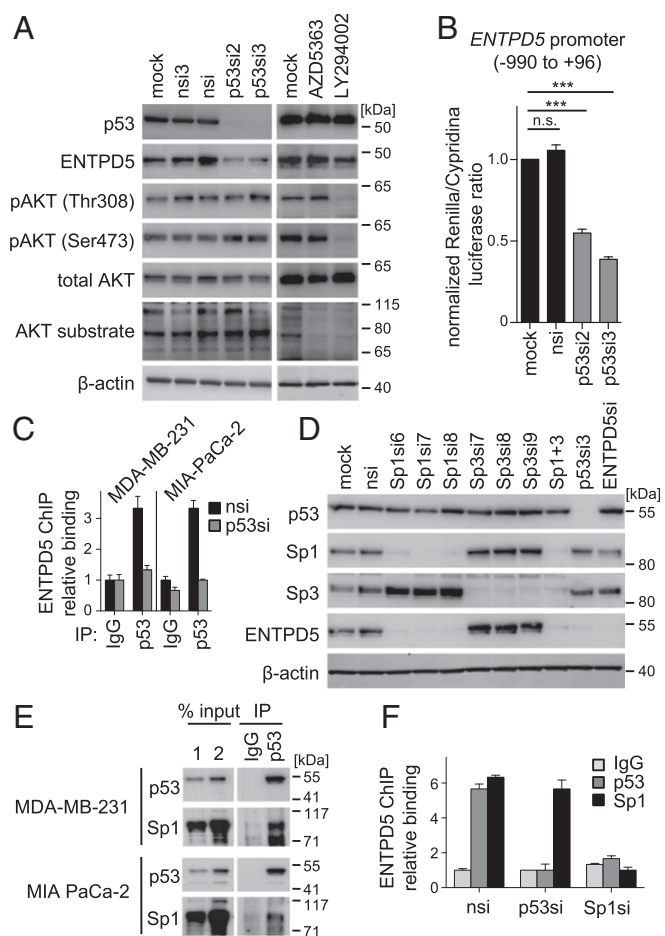 A
mock
nsi3
nsi
p53si2
p53si3
mock
AZD5363
LY294002
[kDa]
p53
50
ENTPD5
50
65
pAKT (Thr308)
65
pAKT (Ser473)
65
total AKT
115
AKT substrate
80
65
β-actin
40
B
ENTPD5 promoter
(-990 to +96)
***
***
n.s.
normalized Renilla/Cypridina
luciferase ratio
1.0
0.5
0
mock
nsi
p53si2
p53si3
C
MDA-MB-231
MIA-PaCa-2
nsi
p53si
ENTPD5 ChIP
relative binding
3
2
1
0
IP:
IgG
p53
IgG
p53
D
mock
nsi
Sp1si6
Sp1si7
Sp1si8
Sp3si7
Sp3si8
Sp3si9
Sp1+3
p53si3
ENTPD5si
[kDa]
p53
55
Sp1
80
Sp3
80
ENTPD5
55
β-actin
40
E
% input IP
1 2 IgG p53
[kDa]
MDA-MB-231
p53
55
41
Sp1
117
71
MIA PaCa-2
p53
55
41
Sp1
117
71
F
IgG
p53
Sp1
ENTPD5 ChIP
relative binding
6
4
2
0
nsi p53si Sp1si